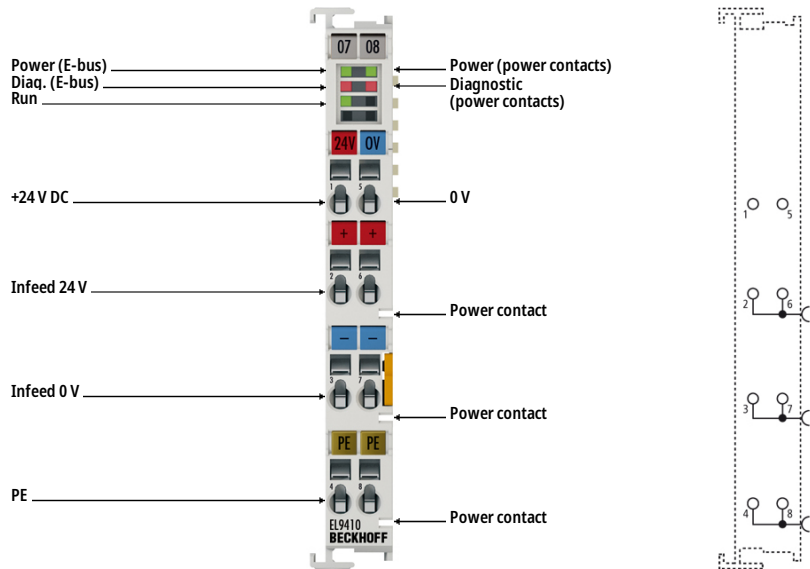 07 08
Power (E-bus)
Diag. (E-bus)
Run
Power (power contacts)
Diagnostic
(power contacts)
24V 0V
1 5
+24 V DC
0 V
+ +
2 6
Infeed 24 V
Power contact
– –
3 7
Infeed 0 V
Power contact
PE PE
4 8
PE
EL9410
BECKHOFF
Power contact
1 5
2 6
3 7
4 8